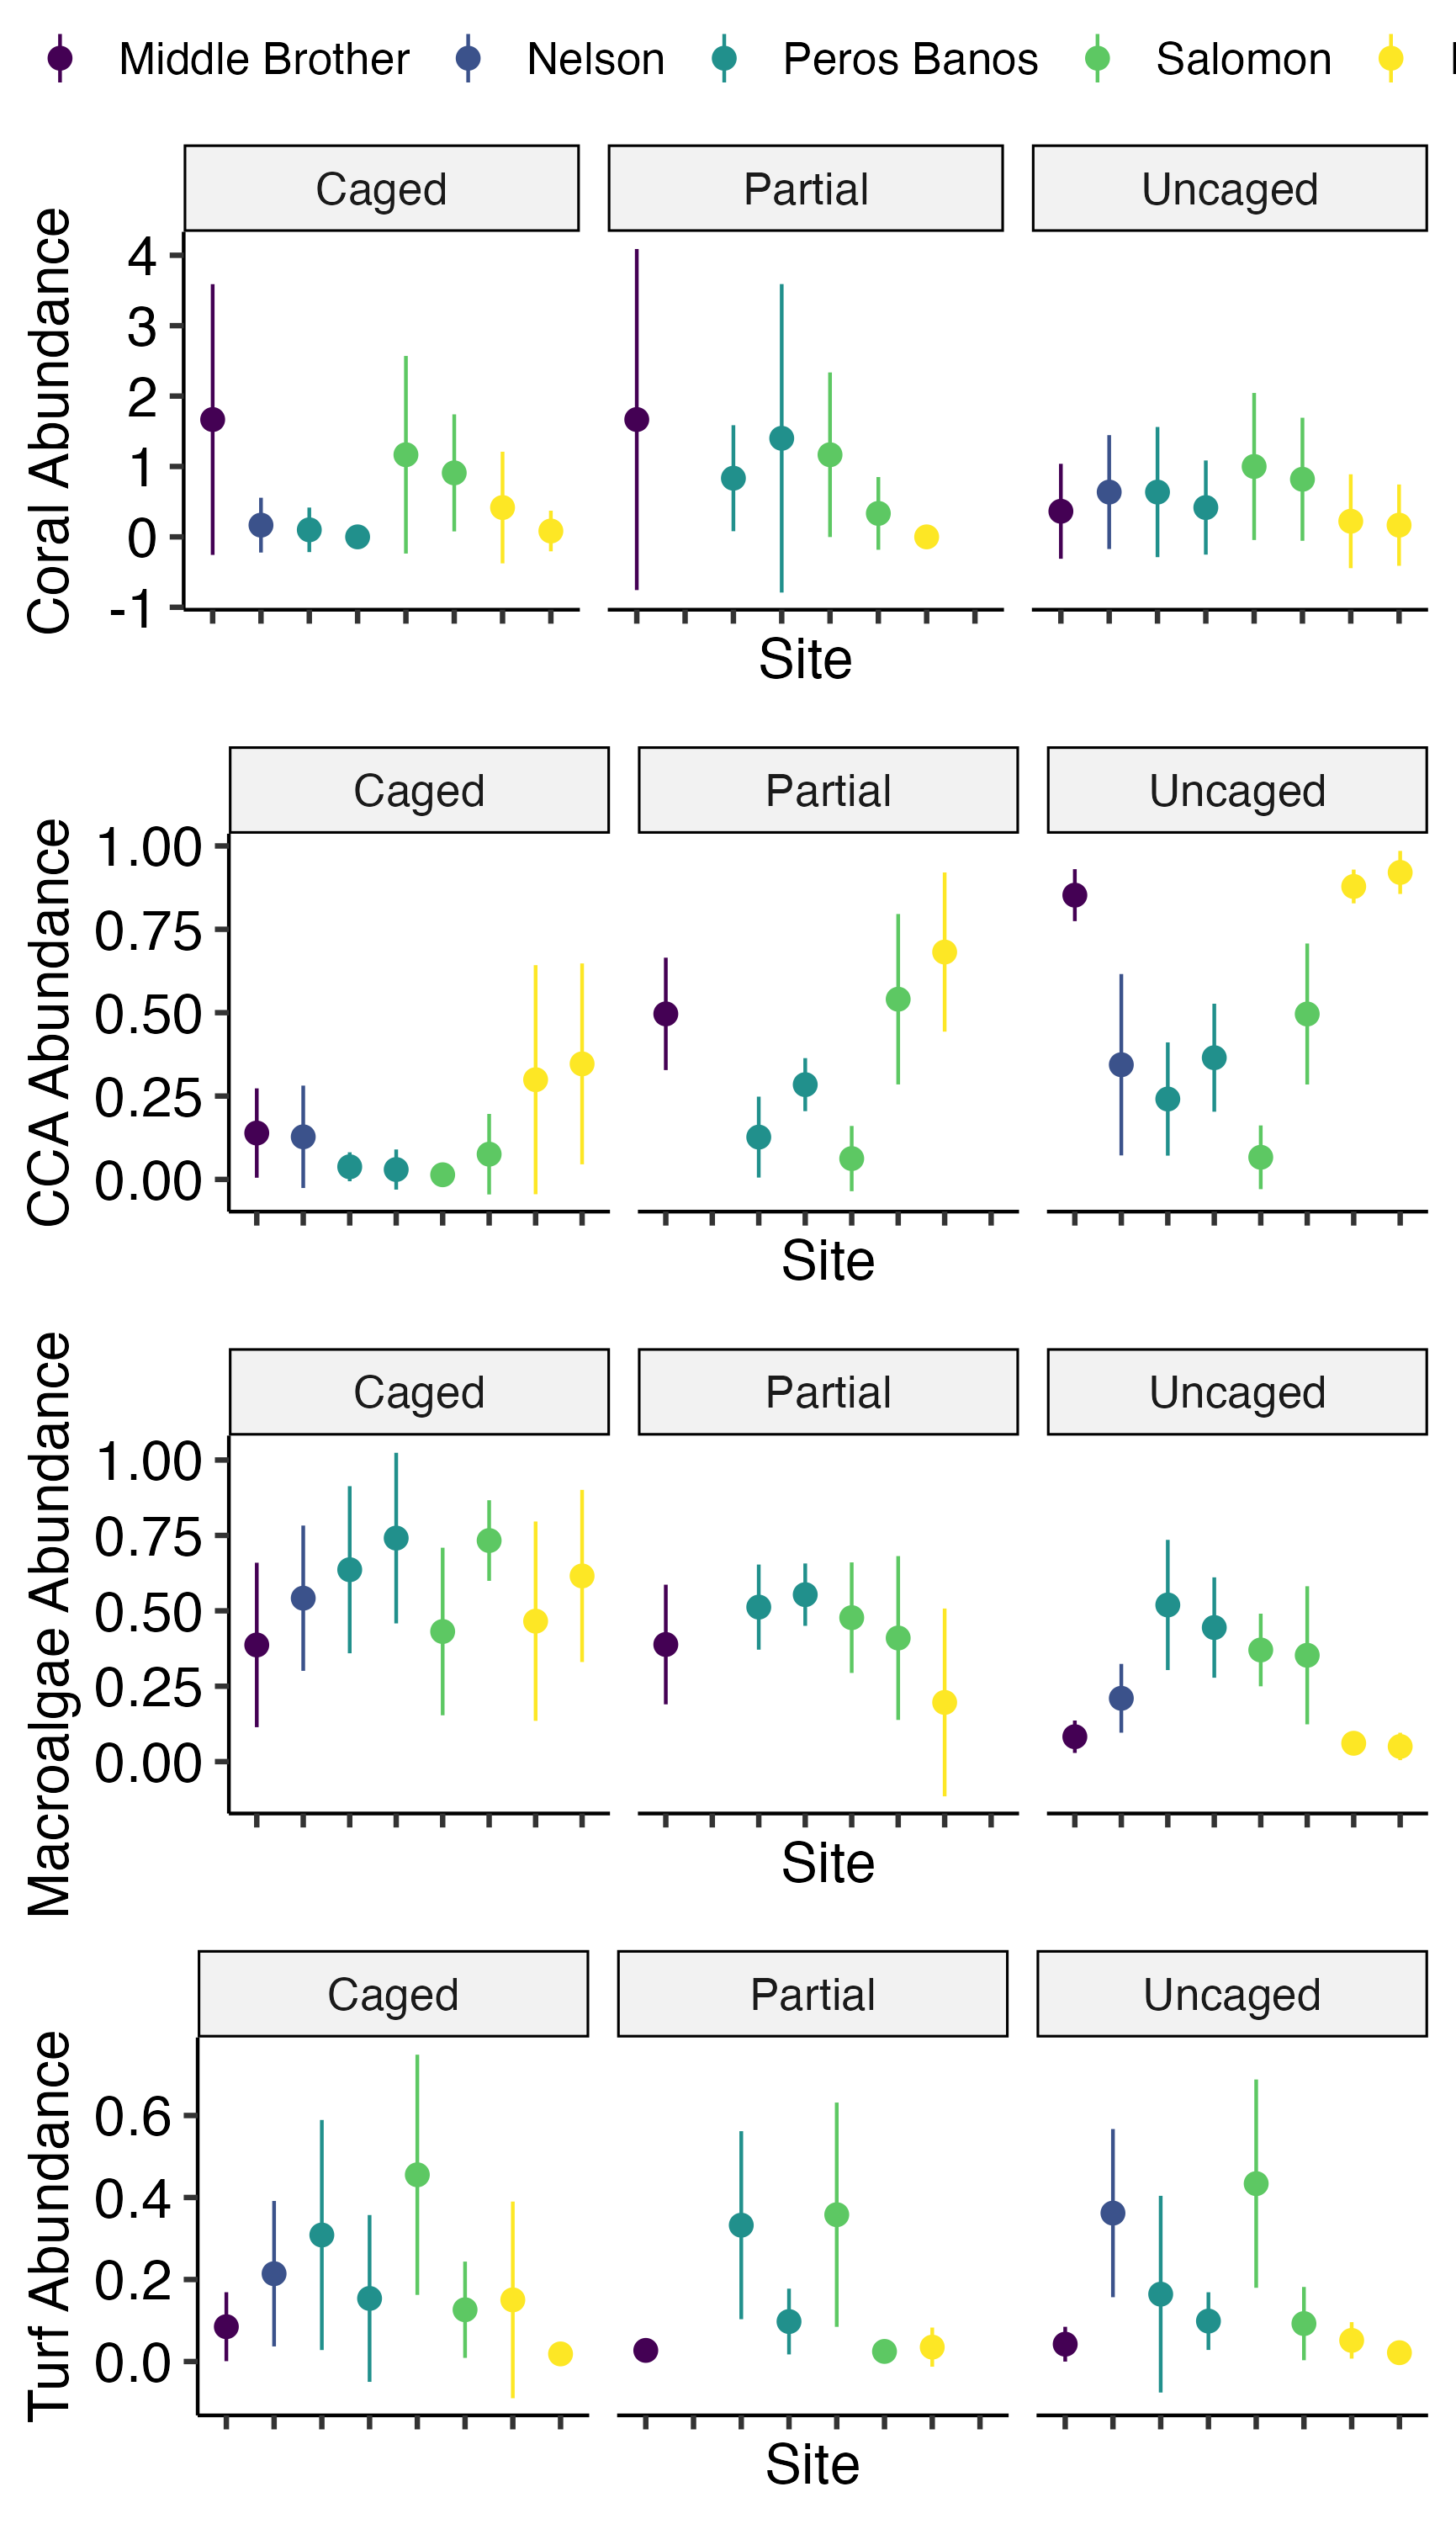 Middle Brother Nelson Peros Banos Salomon
Caged Partial Uncaged
Coral Abundance
4
3
2
1
0
-1
Site
Caged Partial Uncaged
CCA Abundance
1.00
0.75
0.50
0.25
0.00
Site
Caged Partial Uncaged
Macroalgae Abundance
1.00
0.75
0.50
0.25
0.00
Site
Caged Partial Uncaged
Turf Abundance
0.6
0.4
0.2
0.0
Site